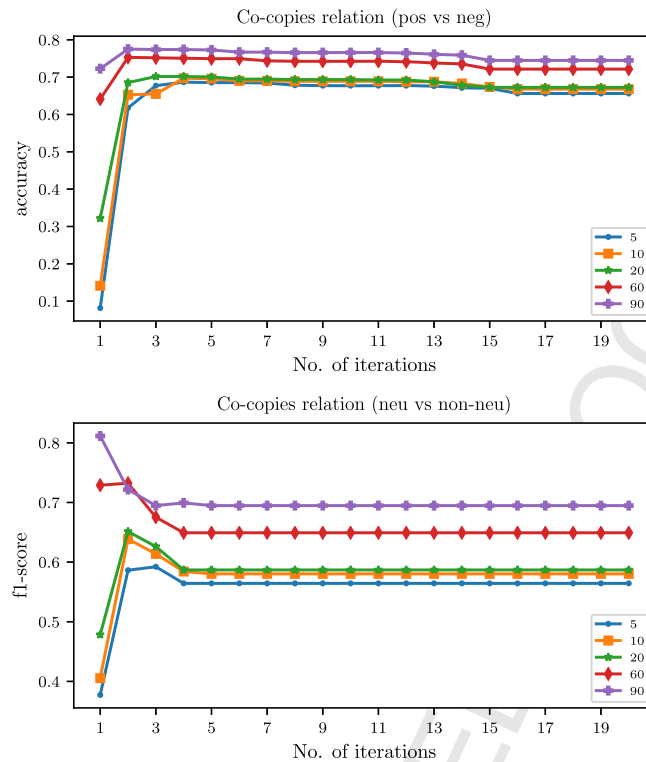 Co-copies relation (pos vs neg)
0.8
0.7
0.6
0.5
0.4
0.3
0.2
0.1
accuracy
5
10
20
60
90
1 3 5 7 9 11 13 15 17 19
No. of iterations
Co-copies relation (neu vs non-neu)
0.8
0.7
0.6
0.5
0.4
f1-score
5
10
20
60
90
1 3 5 7 9 11 13 15 17 19
No. of iterations